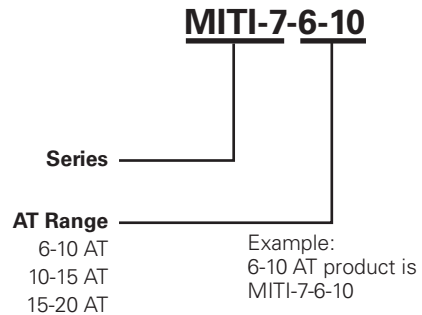 MITI-7-6-10
Series
AT Range
6-10 AT
10-15 AT
15-20 AT
Example:
6-10 AT product is
MITI-7-6-10